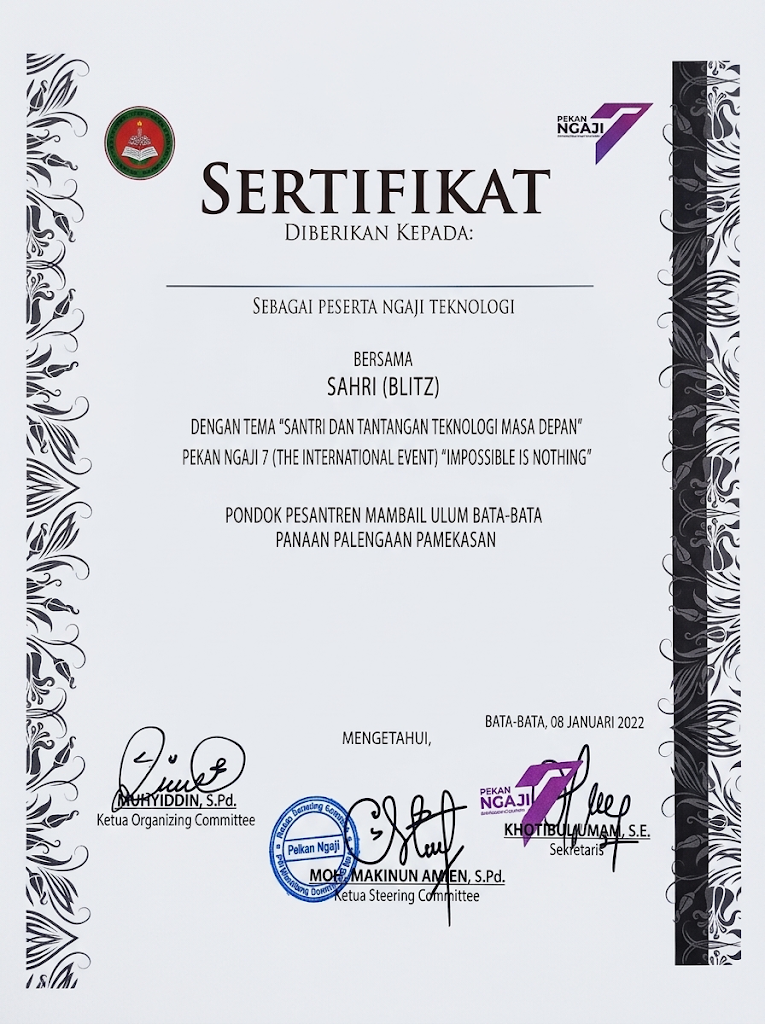 PEKAN
NGAJI 7
SERTIFIKAT
DIBERIKAN KEPADA:
SEBAGAI PESERTA NGAJI TEKNOLOGI
BERSAMA
SAHRI (BLITZ)
DENGAN TEMA “SANTRI DAN TANTANGAN TEKNOLOGI MASA DEPAN”
PEKAN NGAJI 7 (THE INTERNATIONAL EVENT) “IMPOSSIBLE IS NOTHING”
PONDOK PESANTREN MAMBAIL ULUM BATA-BATA
PANAAN PALENGAAN PAMEKASAN
BATA-BATA, 08 JANUARI 2022
MENGETAHUI,
MUHYIDDIN, S.Pd.
Ketua Organizing Committee
PEKAN
NGAJI 7
KHOTIBUL UMAM, S.E.
Sekretaris
Pelkan Ngaji
MOH. MAKINUN AMIEN, S.Pd.
Ketua Steering Committee